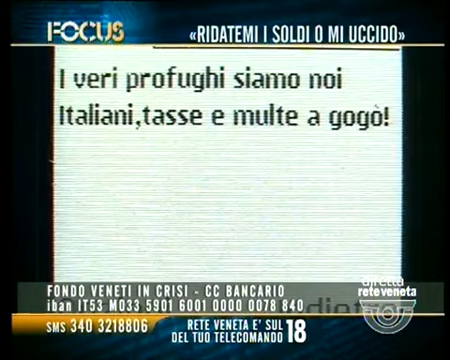 FOCUS
«RIDATEMI I SOLDI O MI UCCIDO»
I veri profughi siamo noi
Italiani,tasse e multe a gogò!
FONDO VENETI IN CRISI - CC BANCARIO
iban IT53 M033 5901 6001 0000 0078 840
diretta
reteveneta
SMS 340 3218806
RETE VENETA E' SUL
DEL TUO TELECOMANDO
18